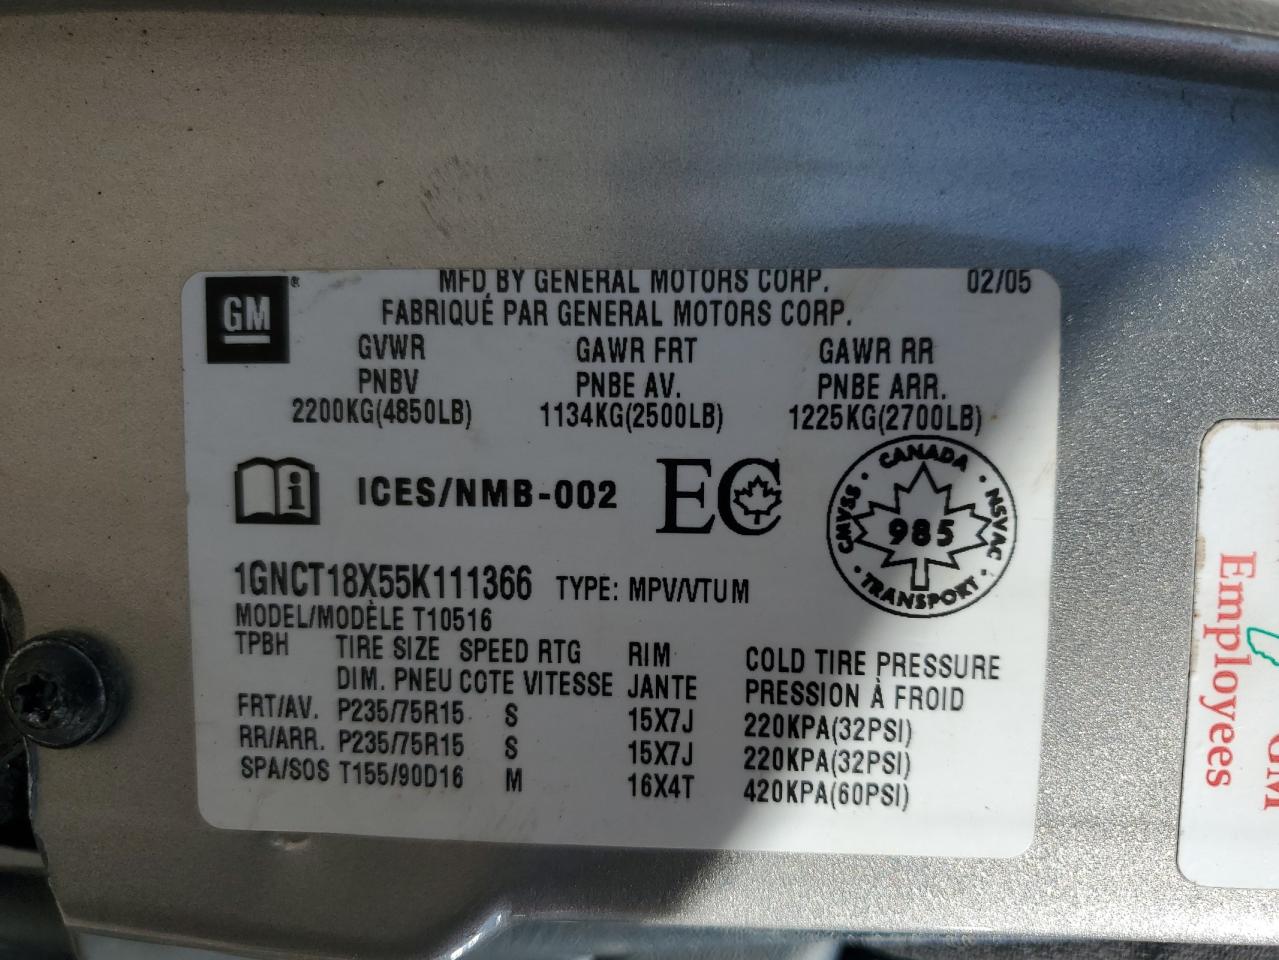 MFD BY GENERAL MOTORS CORP. 02/05
GM®
FABRIQUÉ PAR GENERAL MOTORS CORP.
GVWR GAWR FRT GAWR RR
PNBV PNBE AV. PNBE ARR.
2200KG(4850LB) 1134KG(2500LB) 1225KG(2700LB)
i ICES/NMB-002 EC
CANADA
CMVSS 985 NSVAC
TRANSPORT
1GNCT18X55K111366 TYPE: MPV/VTUM
MODEL/MODÈLE T10516
TPBH TIRE SIZE SPEED RTG RIM COLD TIRE PRESSURE
DIM. PNEU COTE VITESSE JANTE PRESSION À FROID
FRT/AV. P235/75R15 S 15X7J 220KPA(32PSI)
RR/ARR. P235/75R15 S 15X7J 220KPA(32PSI)
SPA/SOS T155/90D16 M 16X4T 420KPA(60PSI)
GM
Employees